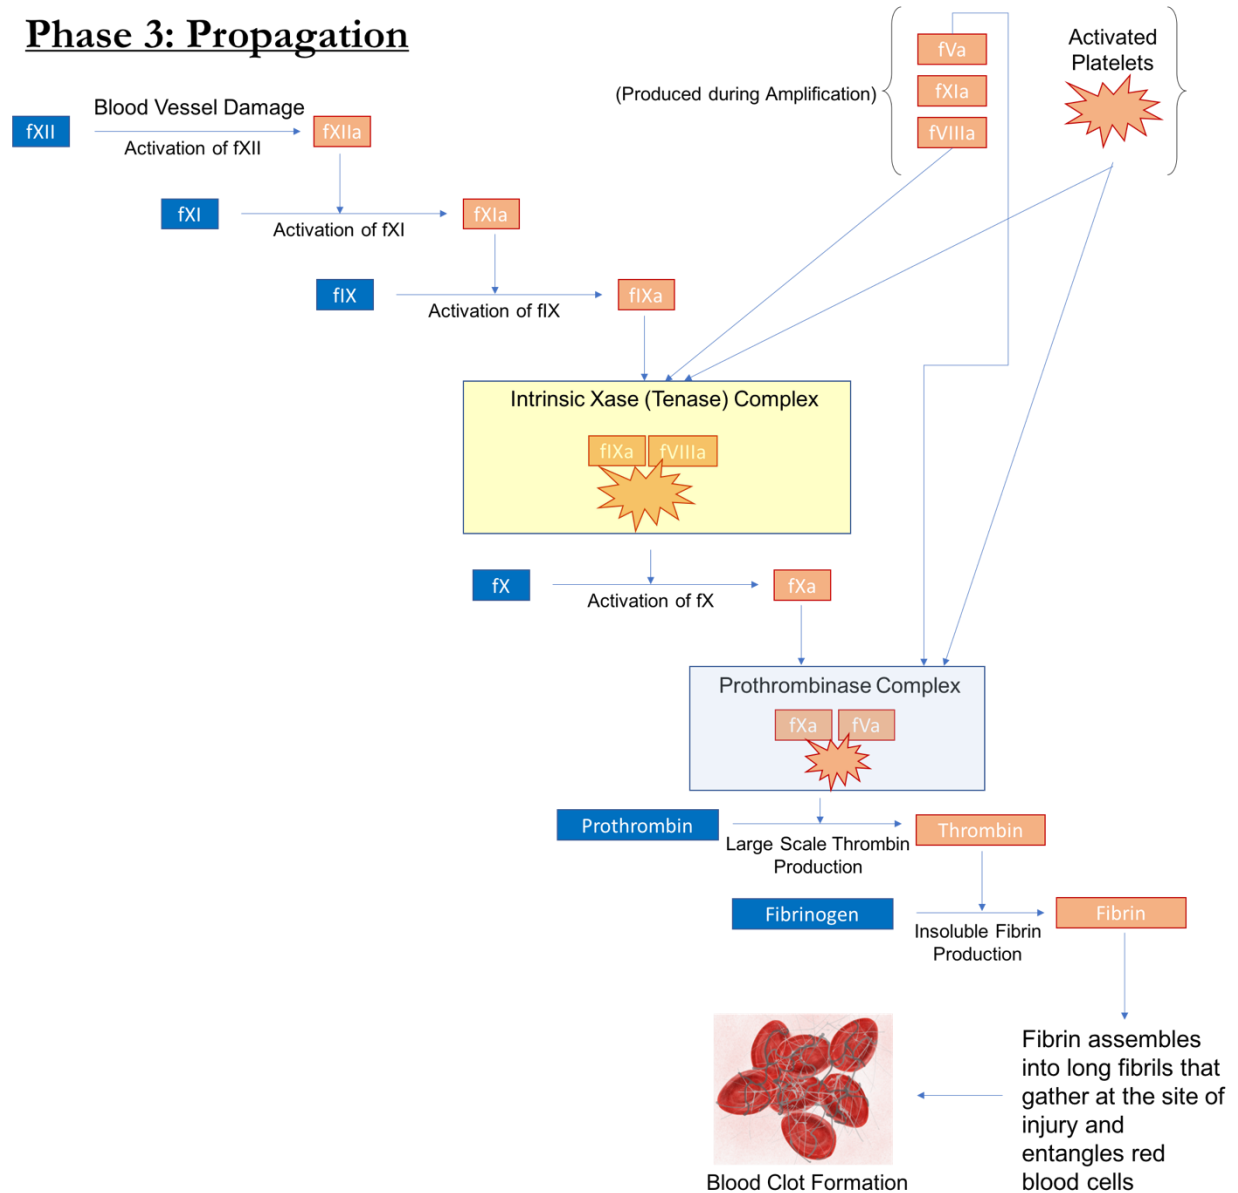 Phase 3: Propagation
(Produced during Amplification)
fVa
fXIa
fVIIIa
Activated
Platelets
fXII
Blood Vessel Damage
Activation of fXII
fXIIa
fXI
Activation of fXI
fXIa
fIX
Activation of fIX
fIXa
Intrinsic Xase (Tenase) Complex
fIXa
fVIIIa
fX
Activation of fX
fXa
Prothrombinase Complex
fXa
fVa
Prothrombin
Large Scale Thrombin
Production
Thrombin
Fibrinogen
Insoluble Fibrin
Production
Fibrin
Fibrin assembles
into long fibrils that
gather at the site of
injury and
entangles red
blood cells
Blood Clot Formation